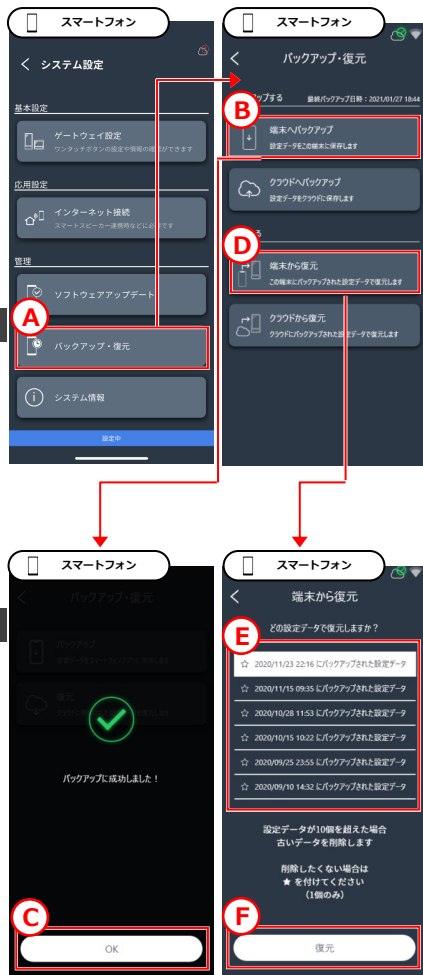 スマートフォン
システム設定
基本設定
ゲートウェイ設定
ワンタッチボタンの設定や情報の確認ができます
応用設定
インターネット接続
スマートスピーカー連携時などに必要です
管理
ソフトウェアアップデート
A
バックアップ・復元
システム情報
設定中
スマートフォン
バックアップ・復元
アップする
最終バックアップ日時:2021/01/27 18:44
B
端末へバックアップ
設定データをこの端末に保存します
クラウドへバックアップ
設定データをクラウドに保存します
る
D
端末から復元
この端末にバックアップされた設定データで復元します
クラウドから復元
クラウドにバックアップされた設定データで復元します
スマートフォン
バックアップ・復元
バックアップ
復元
バックアップに成功しました!
C
OK
スマートフォン
端末から復元
どの設定データで復元しますか?
E
☆ 2020/11/23 22:16 にバックアップされた設定データ
☆ 2020/11/15 09:35 にバックアップされた設定データ
☆ 2020/10/28 11:53 にバックアップされた設定データ
☆ 2020/10/15 10:22 にバックアップされた設定データ
☆ 2020/09/25 23:55 にバックアップされた設定データ
☆ 2020/09/10 14:32 にバックアップされた設定データ
設定データが10個を超えた場合
古いデータを削除します
削除したくない場合は
★ を付けてください
(1個のみ)
F
復元